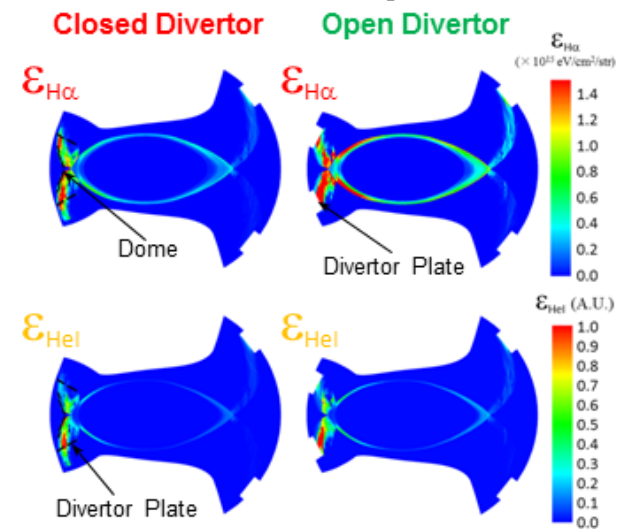 Closed Divertor Open Divertor
εHα εHα εHα
(×10¹⁵ eV/cm²/str)
1.4
1.2
1.0
0.8
0.6
0.4
0.2
0.0
Dome
Divertor Plate
εHeI εHeI εHeI (A.U.)
1.0
0.9
0.8
0.7
0.6
0.5
0.4
0.3
0.2
0.1
0.0
Divertor Plate